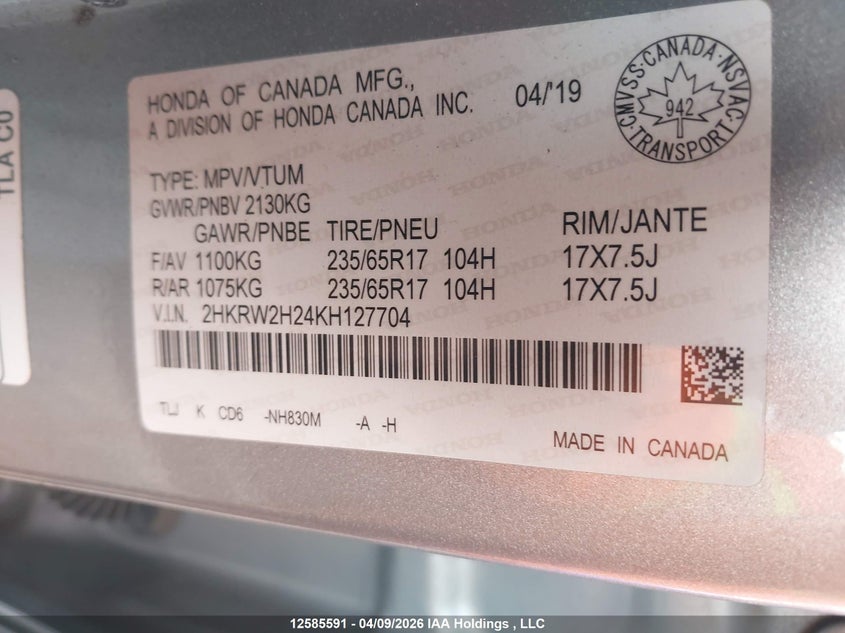 TLA C0
HONDA OF CANADA MFG.,
A DIVISION OF HONDA CANADA INC.
04/'19
CMVSS·CANADA·NSVAC
942
TRANSPORT
TYPE: MPV/VTUM
GVWR/PNBV 2130KG
GAWR/PNBE TIRE/PNEU RIM/JANTE
F/AV 1100KG 235/65R17 104H 17X7.5J
R/AR 1075KG 235/65R17 104H 17X7.5J
V.I.N. 2HKRW2H24KH127704
TLJ K CD6 -NH830M -A -H
MADE IN CANADA
12585591 - 04/09/2026 IAA Holdings , LLC